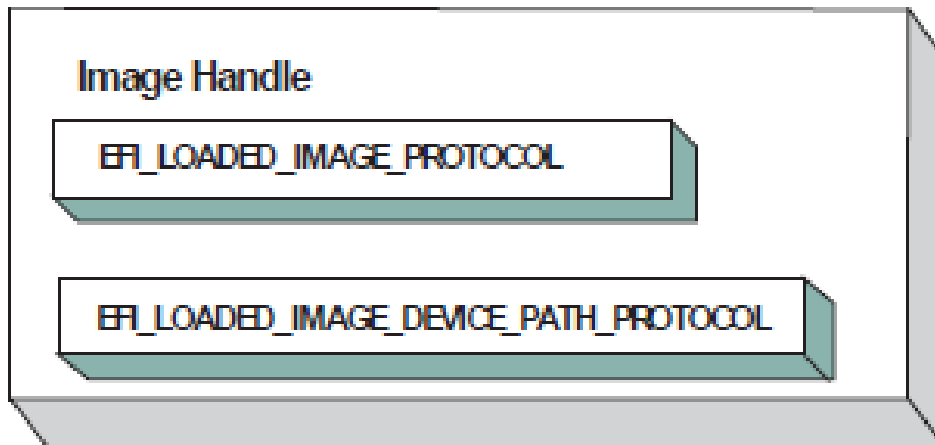 Image Handle
EFI_LOADED_IMAGE_PROTOCOL
EFI_LOADED_IMAGE_DEVICE_PATH_PROTOCOL